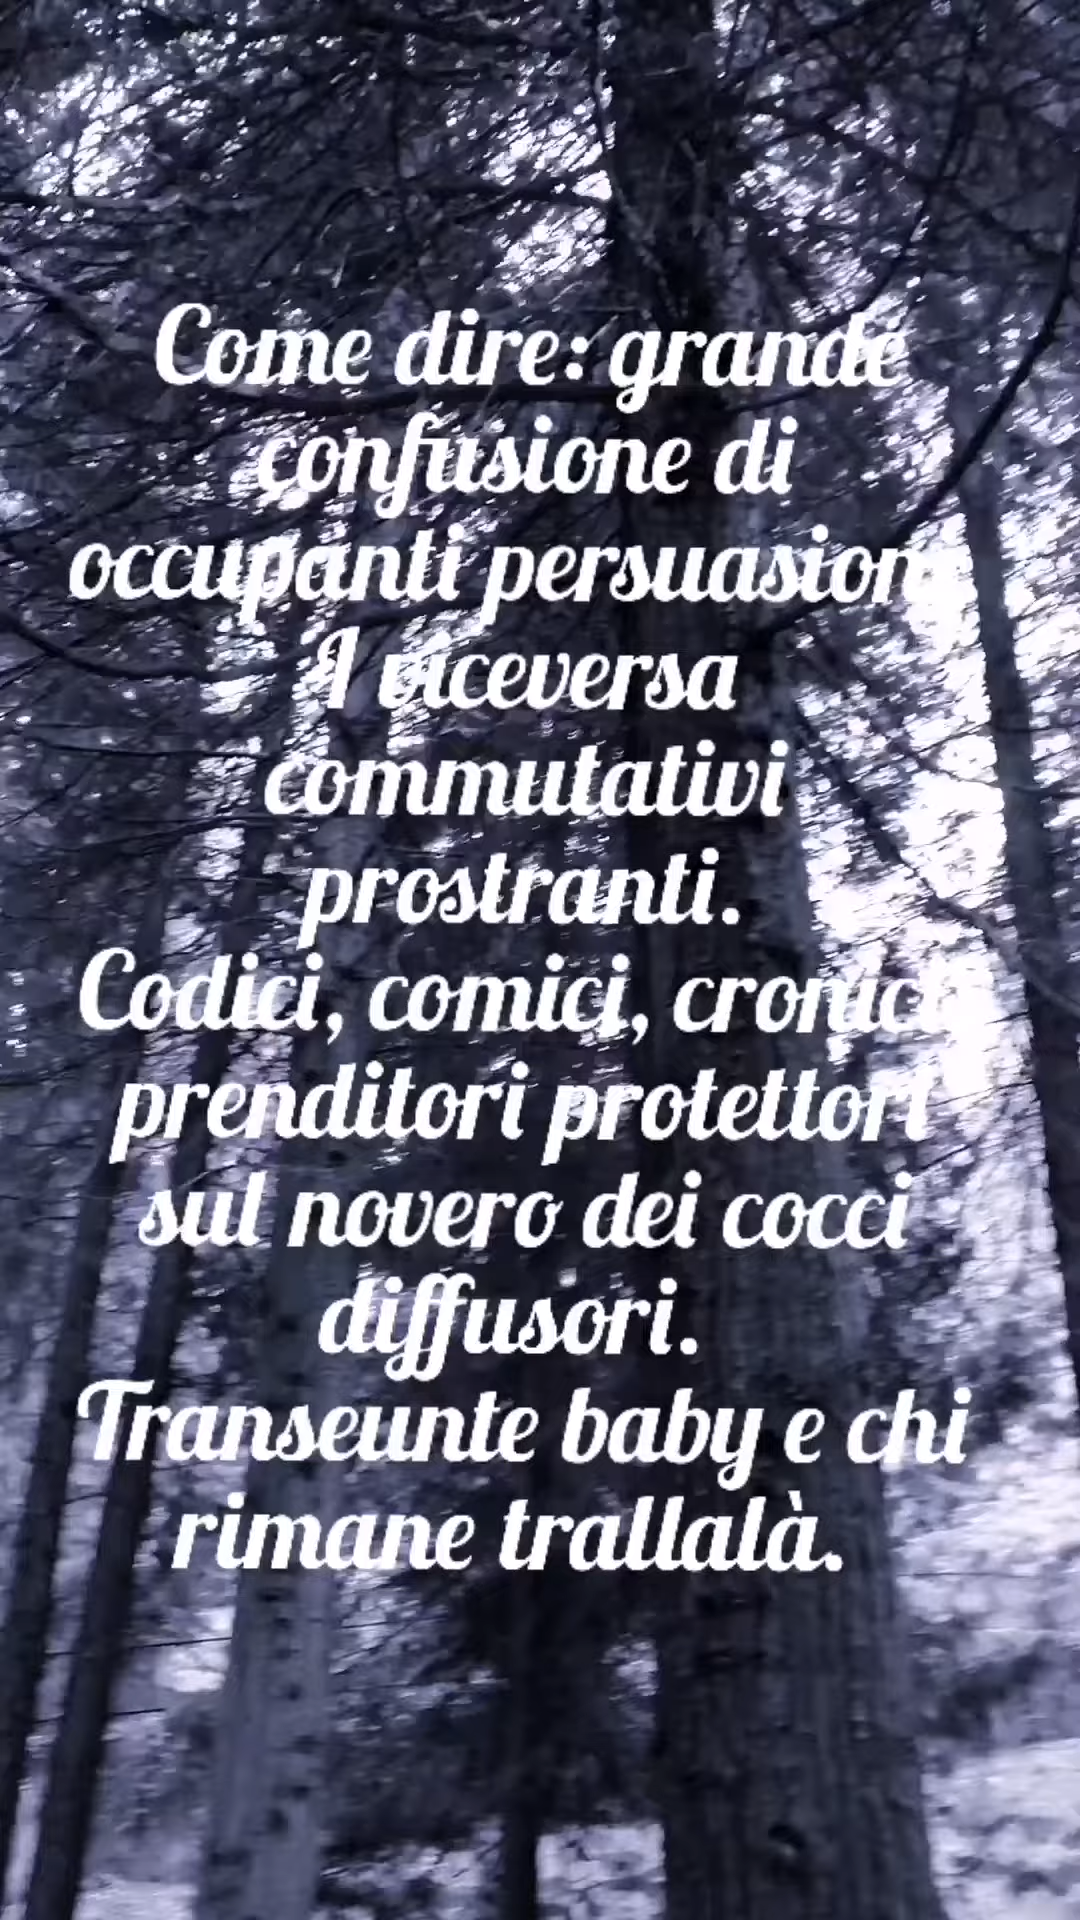 Come dire: grande
confusione di
occupanti persuasioni
I viceversa
commutativi
prostranti.
Codici, comici, cronici
prenditori protettori
sul novero dei cocci
diffusori.
Transeunte baby e chi
rimane trallalà.